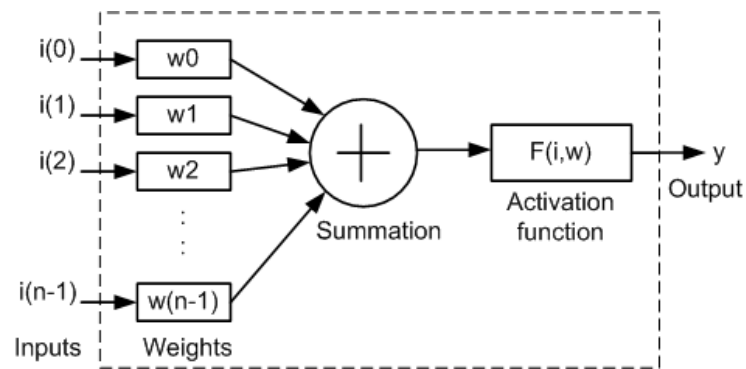 i(0)
w0
i(1)
w1
i(2)
w2
:
:
i(n-1)
w(n-1)
Inputs
Weights
Summation
F(i,w)
Activation
function
y
Output